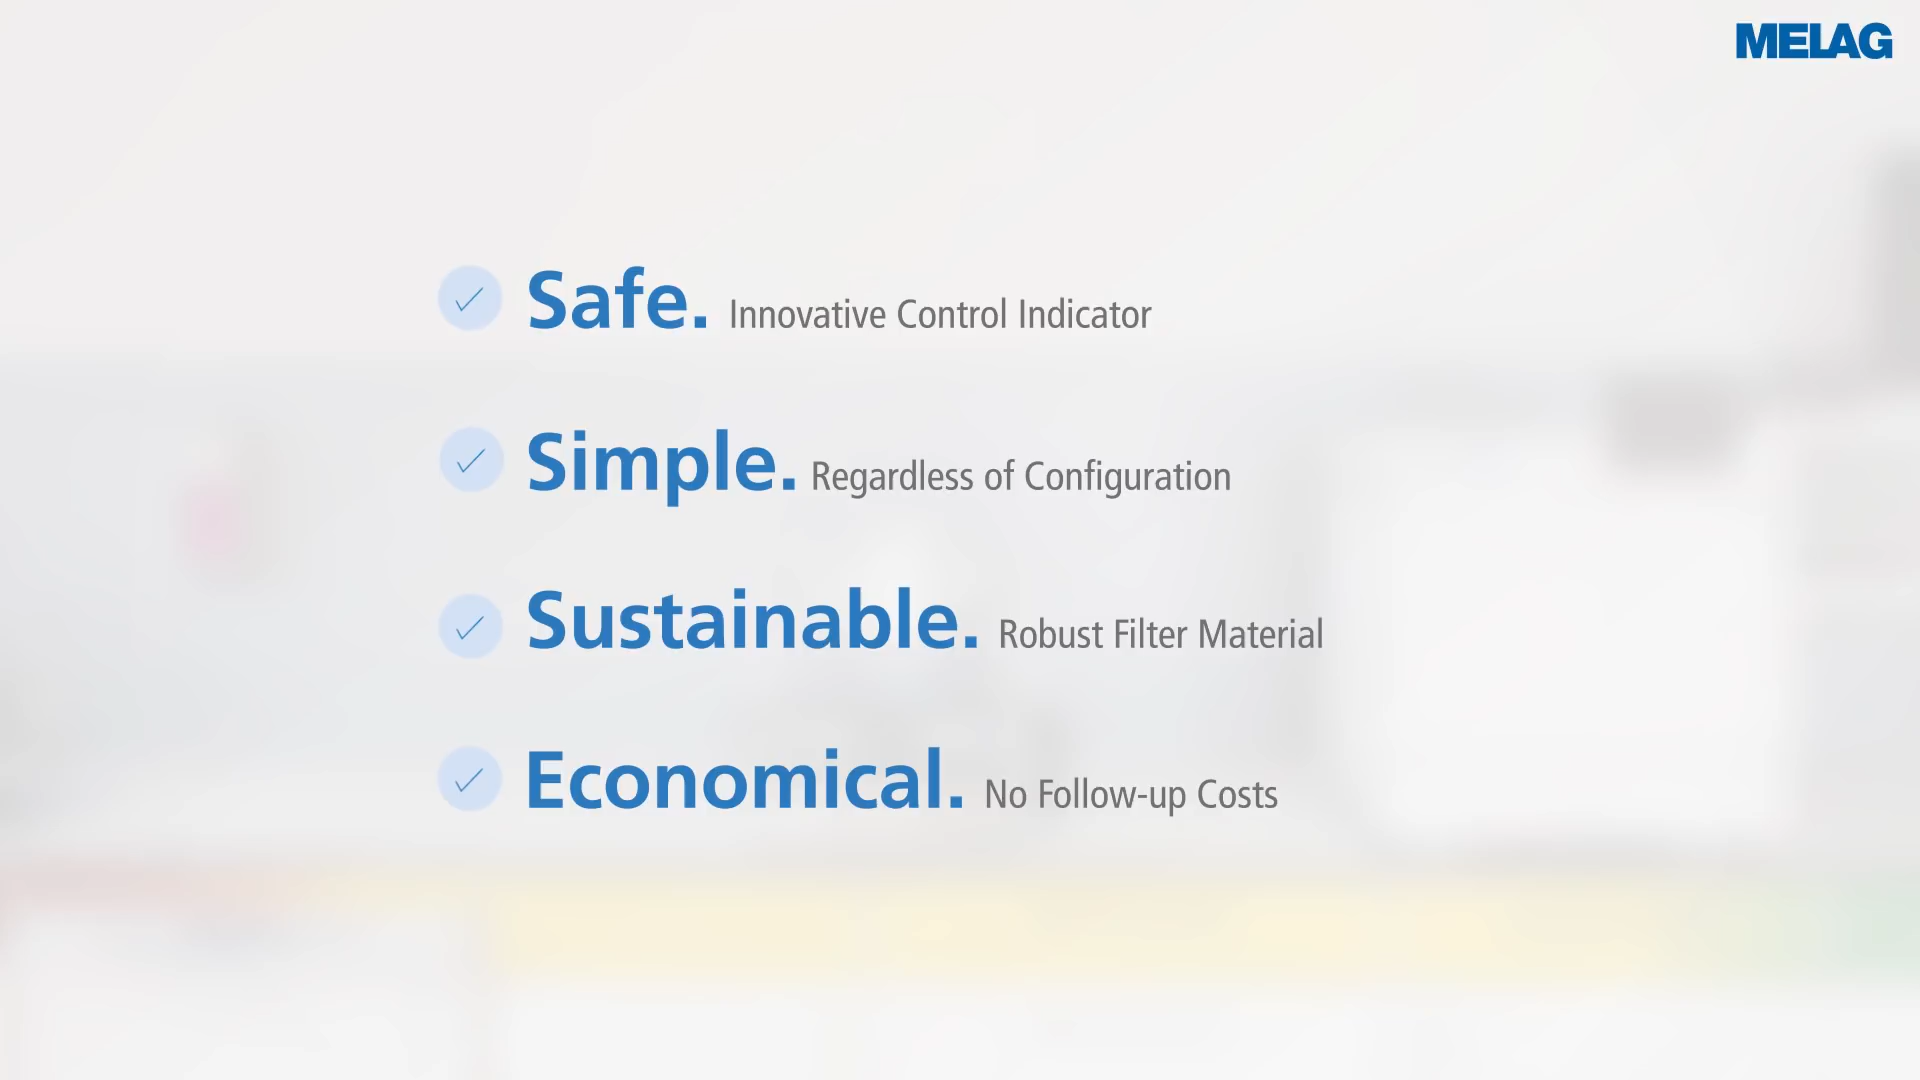 MELAG
Safe. Innovative Control Indicator
Simple. Regardless of Configuration
Sustainable. Robust Filter Material
Economical. No Follow-up Costs